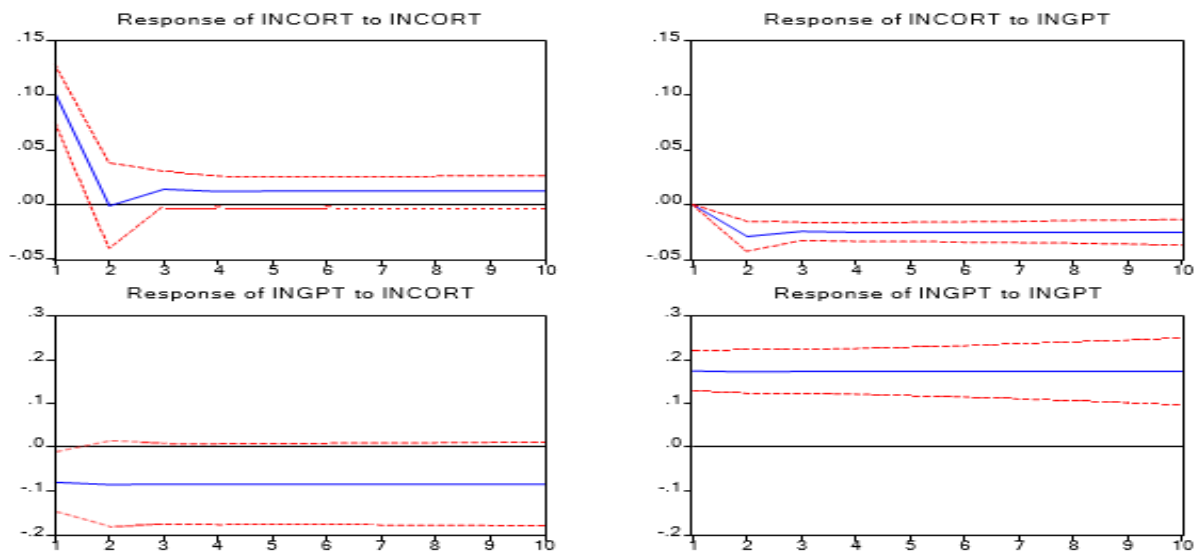 Response of INCORT to INCORT
.15
.10
.05
.00
-.05
1 2 3 4 5 6 7 8 9 10
Response of INCORT to INGPT
.15
.10
.05
.00
-.05
1 2 3 4 5 6 7 8 9 10
Response of INGPT to INCORT
.3
.2
.1
.0
-.1
-.2
1 2 3 4 5 6 7 8 9 10
Response of INGPT to INGPT
.3
.2
.1
.0
-.1
-.2
1 2 3 4 5 6 7 8 9 10